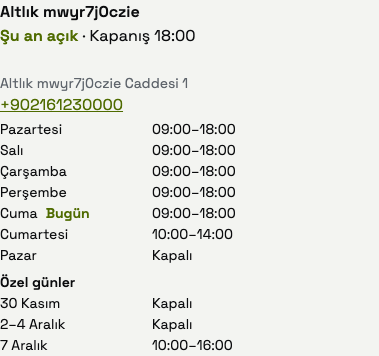 Altlık mwyr7j0czie
Şu an açık · Kapanış 18:00
Altlık mwyr7j0czie Caddesi 1
+902161230000
Pazartesi 09:00–18:00
Salı 09:00–18:00
Çarşamba 09:00–18:00
Perşembe 09:00–18:00
Cuma Bugün 09:00–18:00
Cumartesi 10:00–14:00
Pazar Kapalı
Özel günler
30 Kasım Kapalı
2–4 Aralık Kapalı
7 Aralık 10:00–16:00